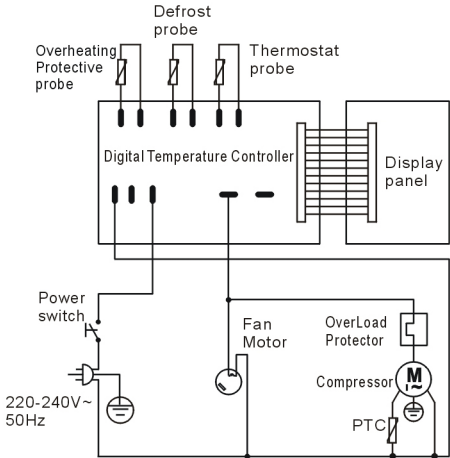 Defrost
probe
Overheating
Protective
probe
Thermostat
probe
Digital Temperature Controller
Display
panel
Power
switch
Fan
Motor
OverLoad
Protector
Compressor
M
~
220-240V~
50Hz
PTC